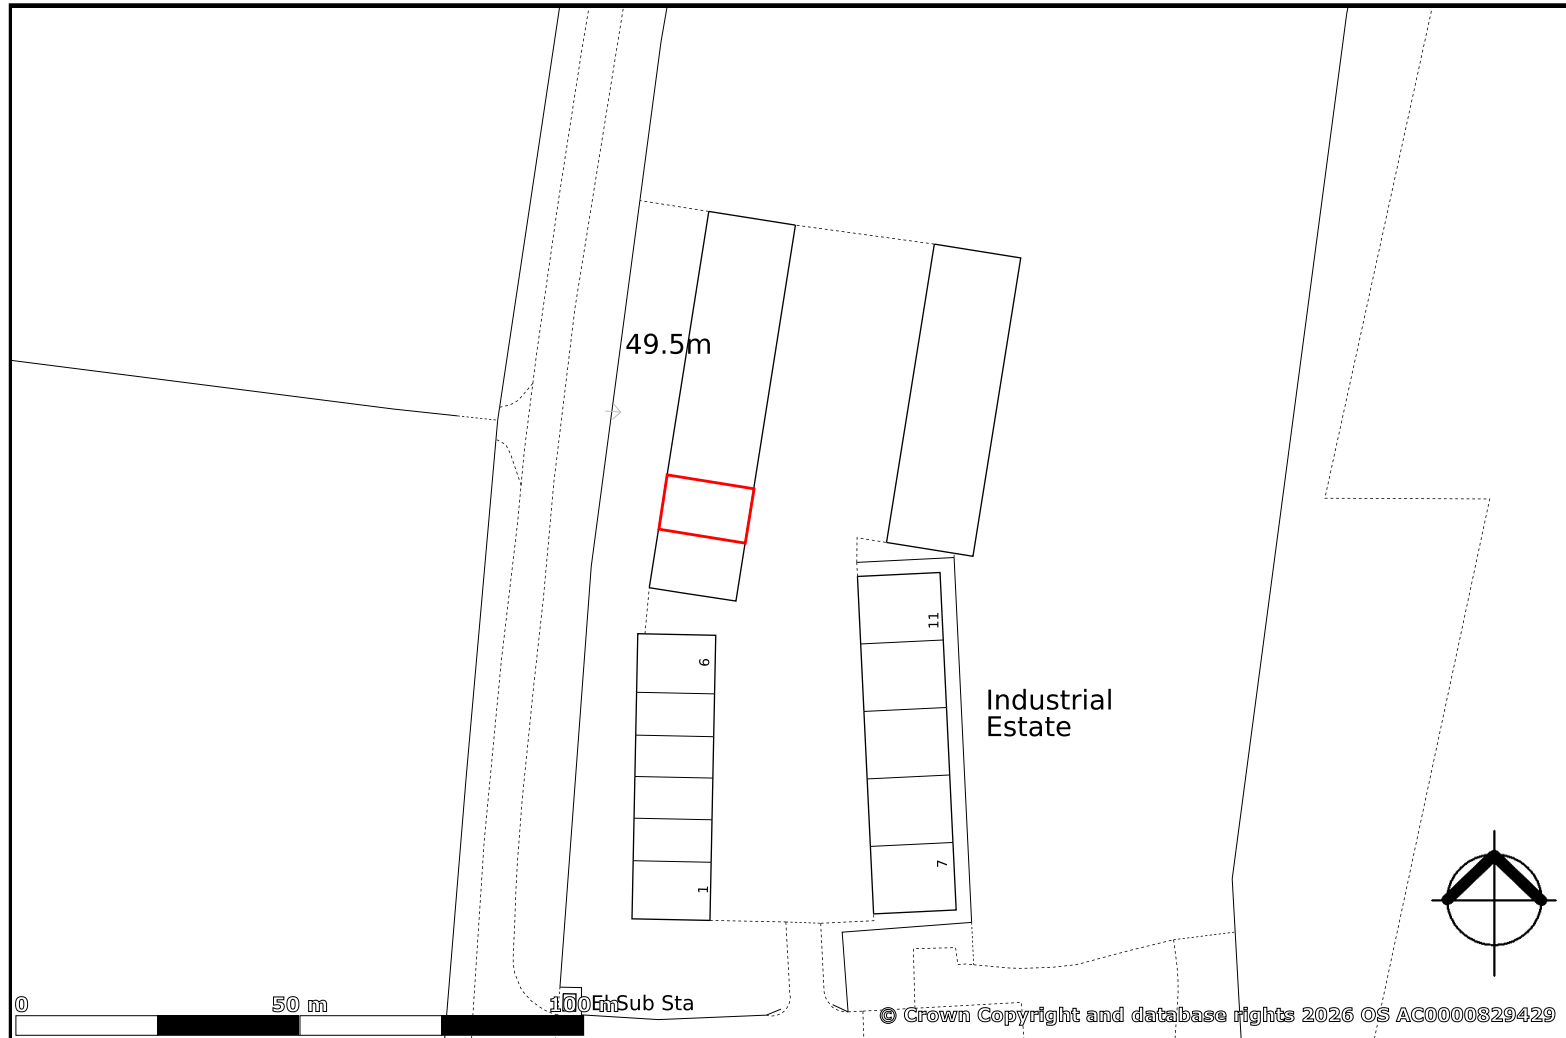 49.5m
11
6
Industrial
Estate
7
1
El Sub Sta
0
50 m
100 m
© Crown Copyright and database rights 2026 OS AC0000829429